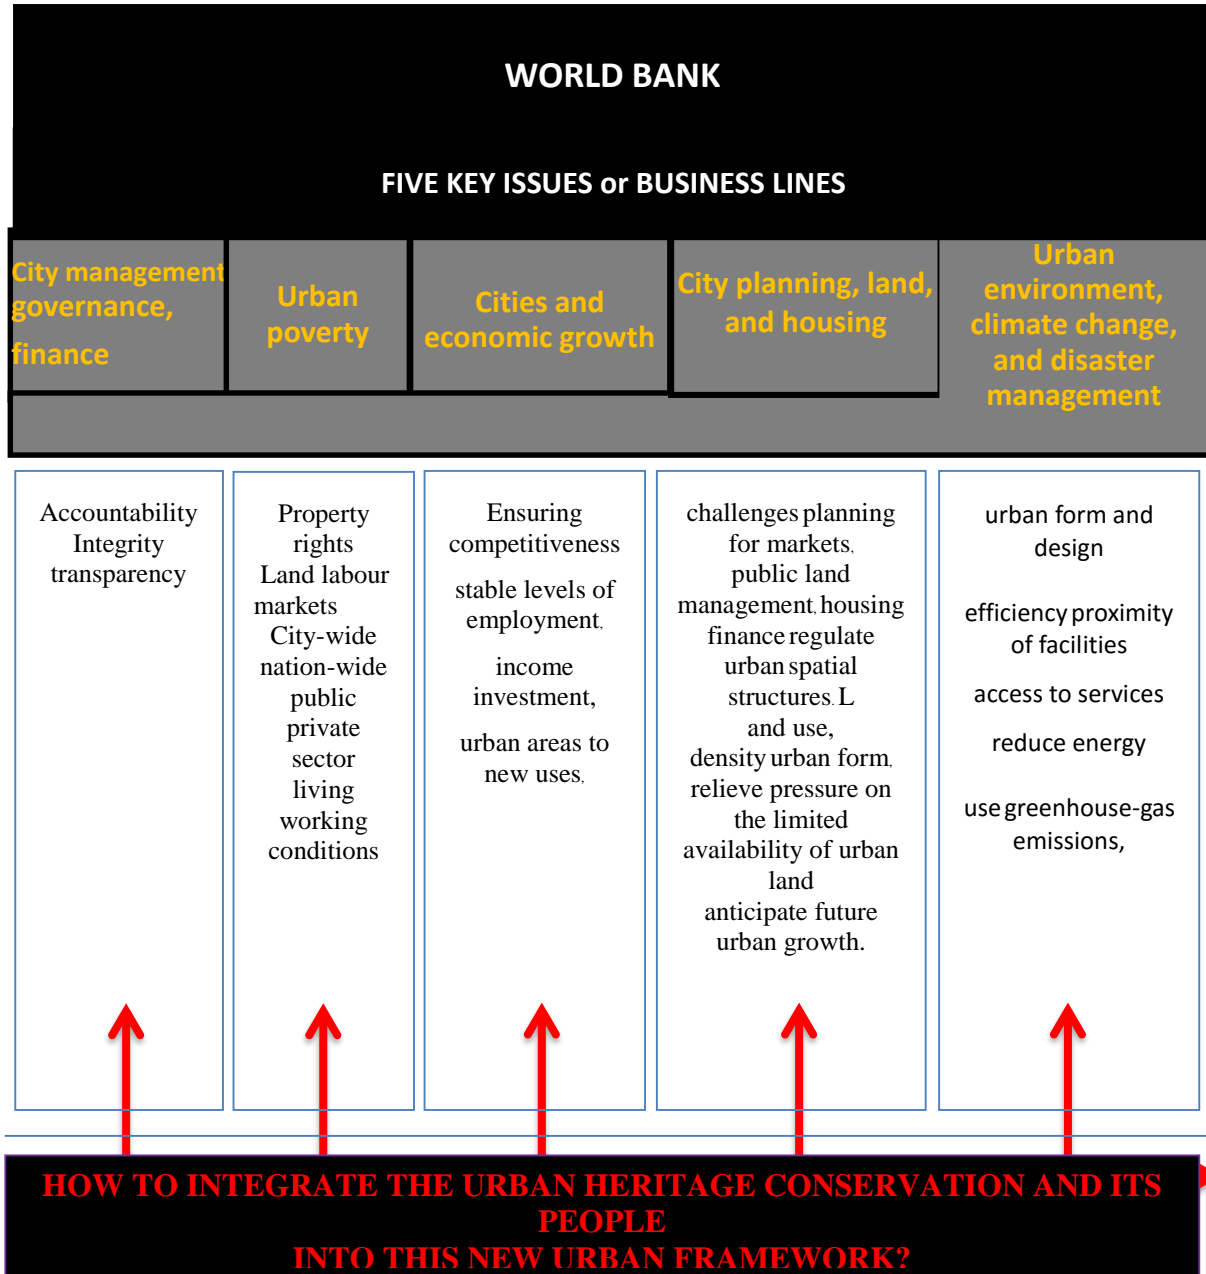 WORLD BANK
FIVE KEY ISSUES or BUSINESS LINES
City management
governance,
finance
Urban
poverty
Cities and
economic growth
City planning, land,
and housing
Urban
environment,
climate change,
and disaster
management
Accountability
Integrity
transparency
Property
rights
Land labour
markets
City-wide
nation-wide
public
private
sector
living
working
conditions
Ensuring
competitiveness
stable levels of
employment,
income
investment,
urban areas to
new uses,
challenges planning
for markets,
public land
management, housing
finance regulate
urban spatial
structures. L
and use,
density urban form,
relieve pressure on
the limited
availability of urban
land
anticipate future
urban growth.
urban form and
design
efficiency proximity
of facilities
access to services
reduce energy
use greenhouse-gas
emissions,
HOW TO INTEGRATE THE URBAN HERITAGE CONSERVATION AND ITS
PEOPLE
INTO THIS NEW URBAN FRAMEWORK?